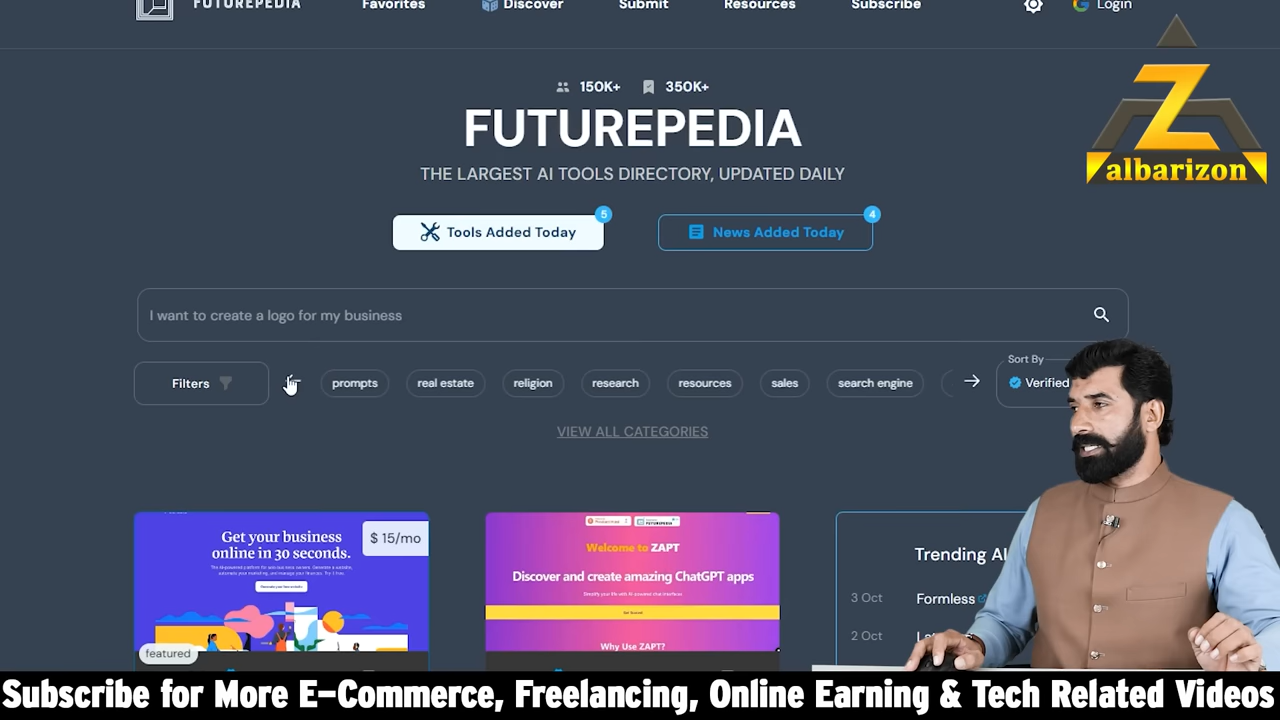 FUTUREPEDIA
Favorites
Discover
Submit
Resources
Subscribe
Login
150K+
350K+
FUTUREPEDIA
THE LARGEST AI TOOLS DIRECTORY, UPDATED DAILY
Tools Added Today
5
News Added Today
4
Z
albarizon
I want to create a logo for my business
Filters
prompts
real estate
religion
research
resources
sales
search engine
Sort By
Verified
VIEW ALL CATEGORIES
Get your business
online in 30 seconds.
$ 15/mo
featured
Welcome to ZAPT
Discover and create amazing ChatGPT apps
Why Use ZAPT?
Trending AI
3 Oct
Formless
2 Oct
Subscribe for More E-Commerce, Freelancing, Online Earning & Tech Related Videos